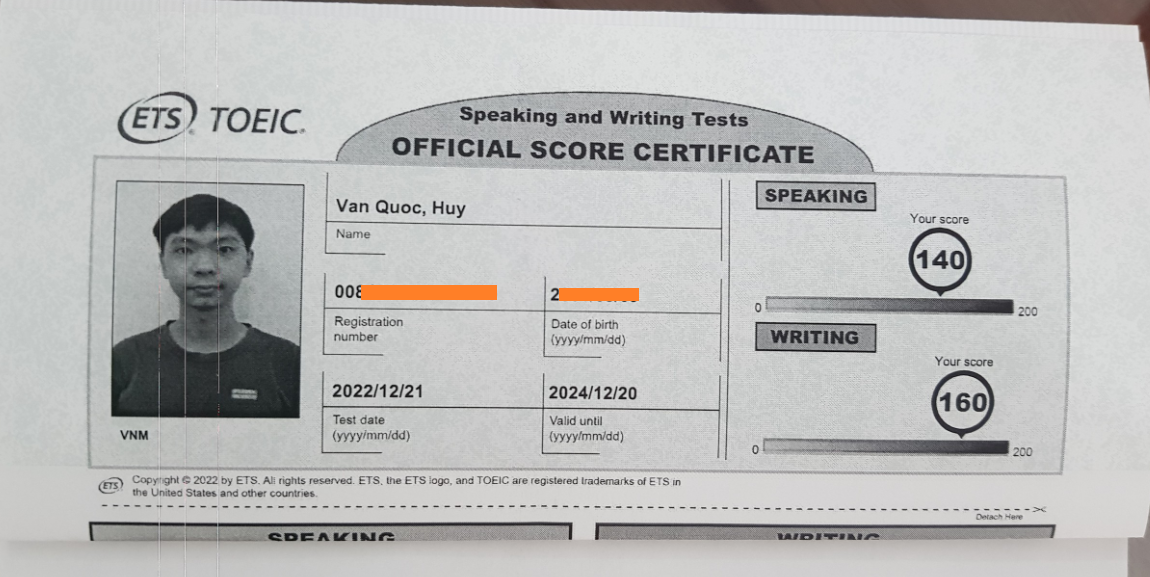 ETS TOEIC®
Speaking and Writing Tests
OFFICIAL SCORE CERTIFICATE
Van Quoc, Huy
Name
008
2
Registration
number
Date of birth
(yyyy/mm/dd)
2022/12/21
2024/12/20
Test date
(yyyy/mm/dd)
Valid until
(yyyy/mm/dd)
VNM
SPEAKING
Your score
140
0
200
WRITING
Your score
160
0
200
ETS Copyright © 2022 by ETS. All rights reserved. ETS, the ETS logo, and TOEIC are registered trademarks of ETS in
the United States and other countries.
Detach Here
SPEAKING
WRITING